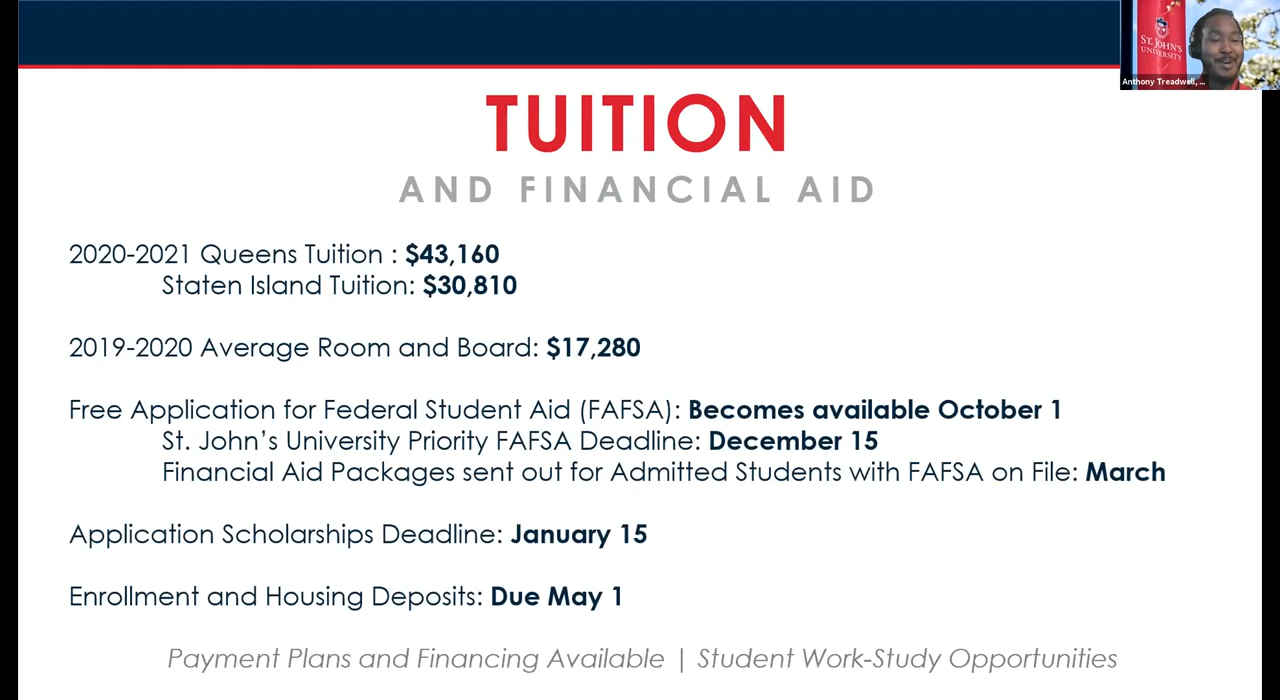 ST. JOHN'S
UNIVERSITY
Anthony Treadwell, ...
TUITION
AND FINANCIAL AID
2020-2021 Queens Tuition : $43,160
Staten Island Tuition: $30,810
2019-2020 Average Room and Board: $17,280
Free Application for Federal Student Aid (FAFSA): Becomes available October 1
St. John’s University Priority FAFSA Deadline: December 15
Financial Aid Packages sent out for Admitted Students with FAFSA on File: March
Application Scholarships Deadline: January 15
Enrollment and Housing Deposits: Due May 1
Payment Plans and Financing Available | Student Work-Study Opportunities